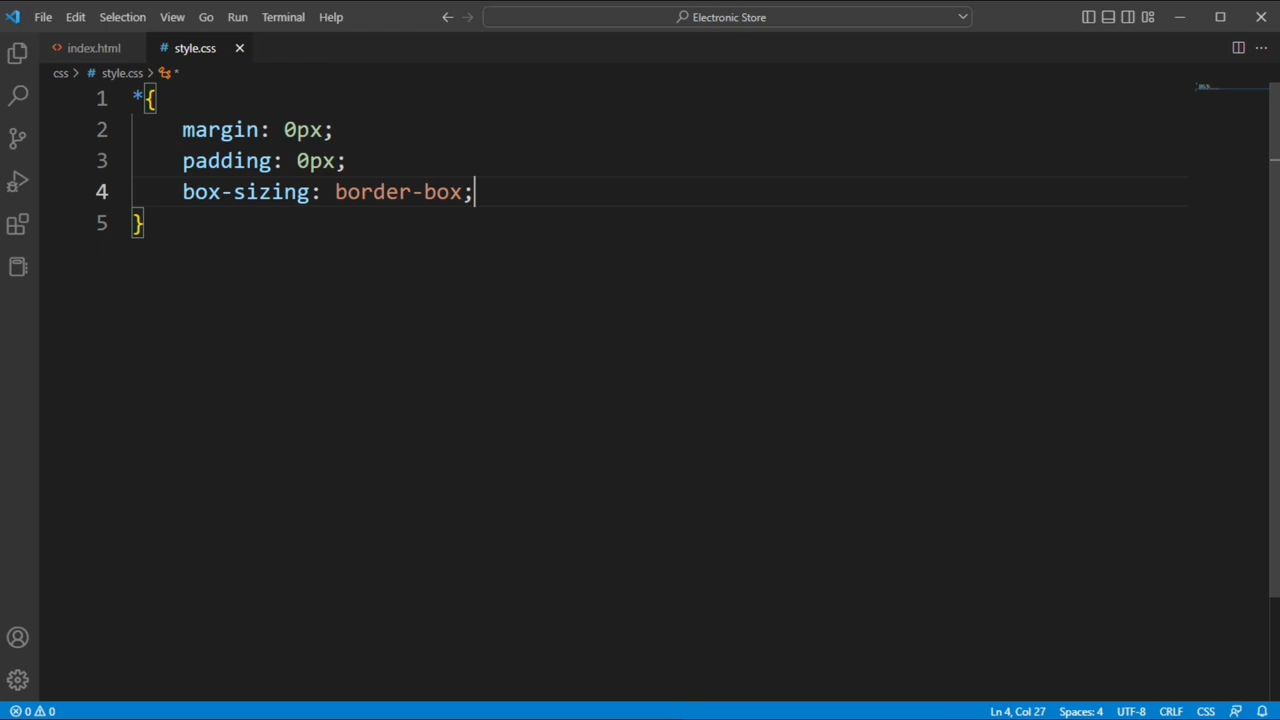 File Edit Selection View Go Run Terminal Help Electronic Store
index.html style.css
css > style.css > *
1 *{
2 margin: 0px;
3 padding: 0px;
4 box-sizing: border-box;
5 }
0 0 Ln 4, Col 27 Spaces: 4 UTF-8 CRLF CSS